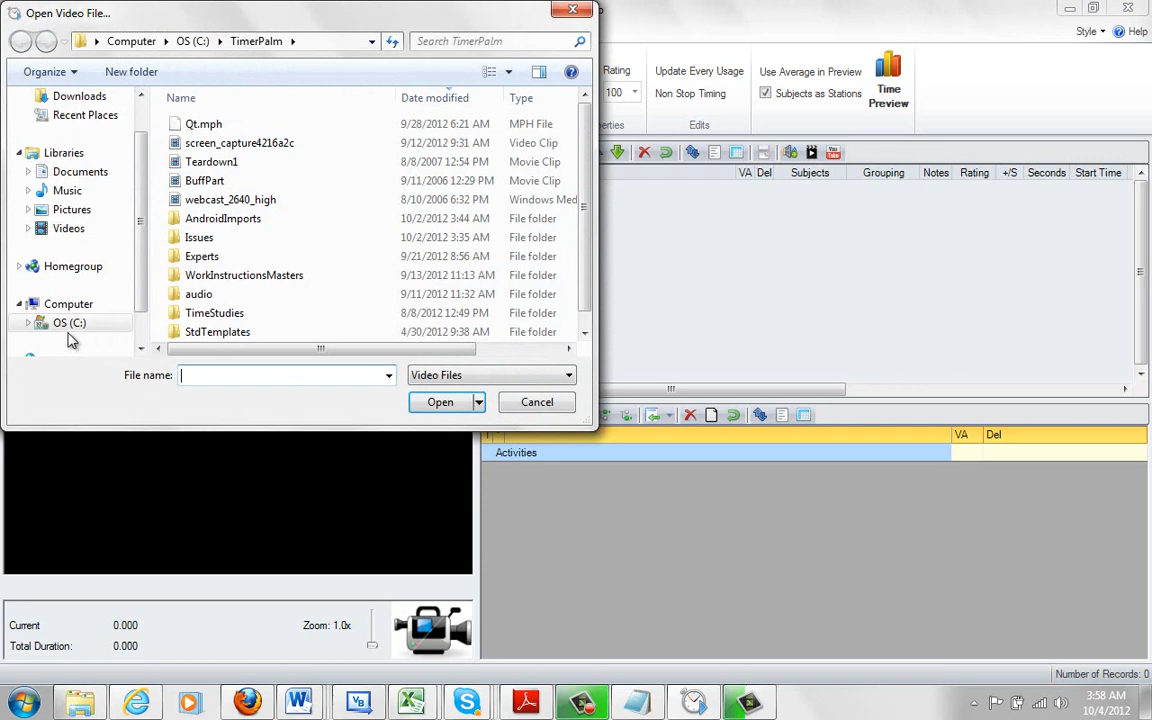 Open Video File...
Computer OS (C:) TimerPalm
Search TimerPalm
Organize
New folder
Style Help
Rating
100
Update Every Usage
Non Stop Timing
Edits
Use Average in Preview
Subjects as Stations
Time Preview
Downloads
Recent Places
Libraries
Documents
Music
Pictures
Videos
Homegroup
Computer
OS (C:)
Name Date modified Type
Qt.mph 9/28/2012 6:21 AM MPH File
screen_capture4216a2c 9/12/2012 9:31 AM Video Clip
Teardown1 8/8/2007 12:54 PM Movie Clip
BuffPart 9/11/2006 12:29 PM Movie Clip
webcast_2640_high 8/10/2006 6:32 PM Windows Med
AndroidImports 10/2/2012 3:44 AM File folder
Issues 10/2/2012 3:35 AM File folder
Experts 9/21/2012 8:56 AM File folder
WorkInstructionsMasters 9/13/2012 11:13 AM File folder
audio 9/11/2012 11:32 AM File folder
TimeStudies 8/8/2012 12:49 PM File folder
StdTemplates 4/30/2012 9:38 AM File folder
File name:
Video Files
Open
Cancel
You Tube
VA Del Subjects Grouping Notes Rating +/S Seconds Start Time
VA Del
Activities
Current 0.000 Zoom: 1.0x
Total Duration: 0.000
Number of Records: 0
3:58 AM
10/4/2012